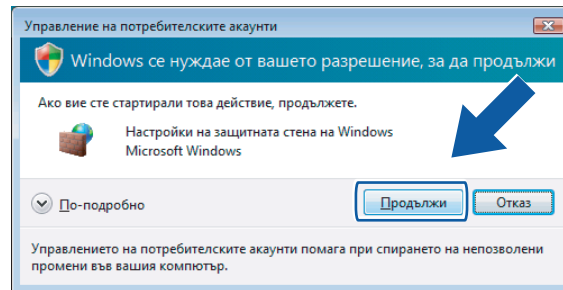 Управление на потребителските акаунти
Windows се нуждае от вашето разрешение, за да продължи
Ако вие сте стартирали това действие, продължете.
Настройки на защитната стена на Windows
Microsoft Windows
По-подробно
Продължи
Отказ
Управлението на потребителските акаунти помага при спирането на непозволени
промени във вашия компютър.